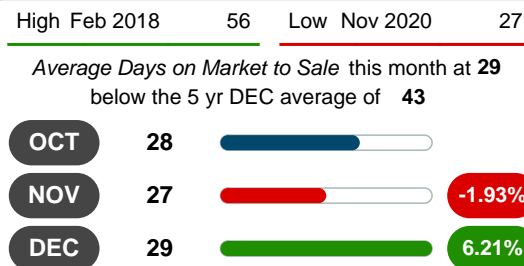 High Feb 2018 56 Low Nov 2020 27
Average Days on Market to Sale this month at 29
below the 5 yr DEC average of 43
OCT 28
NOV 27 -1.93%
DEC 29 6.21%